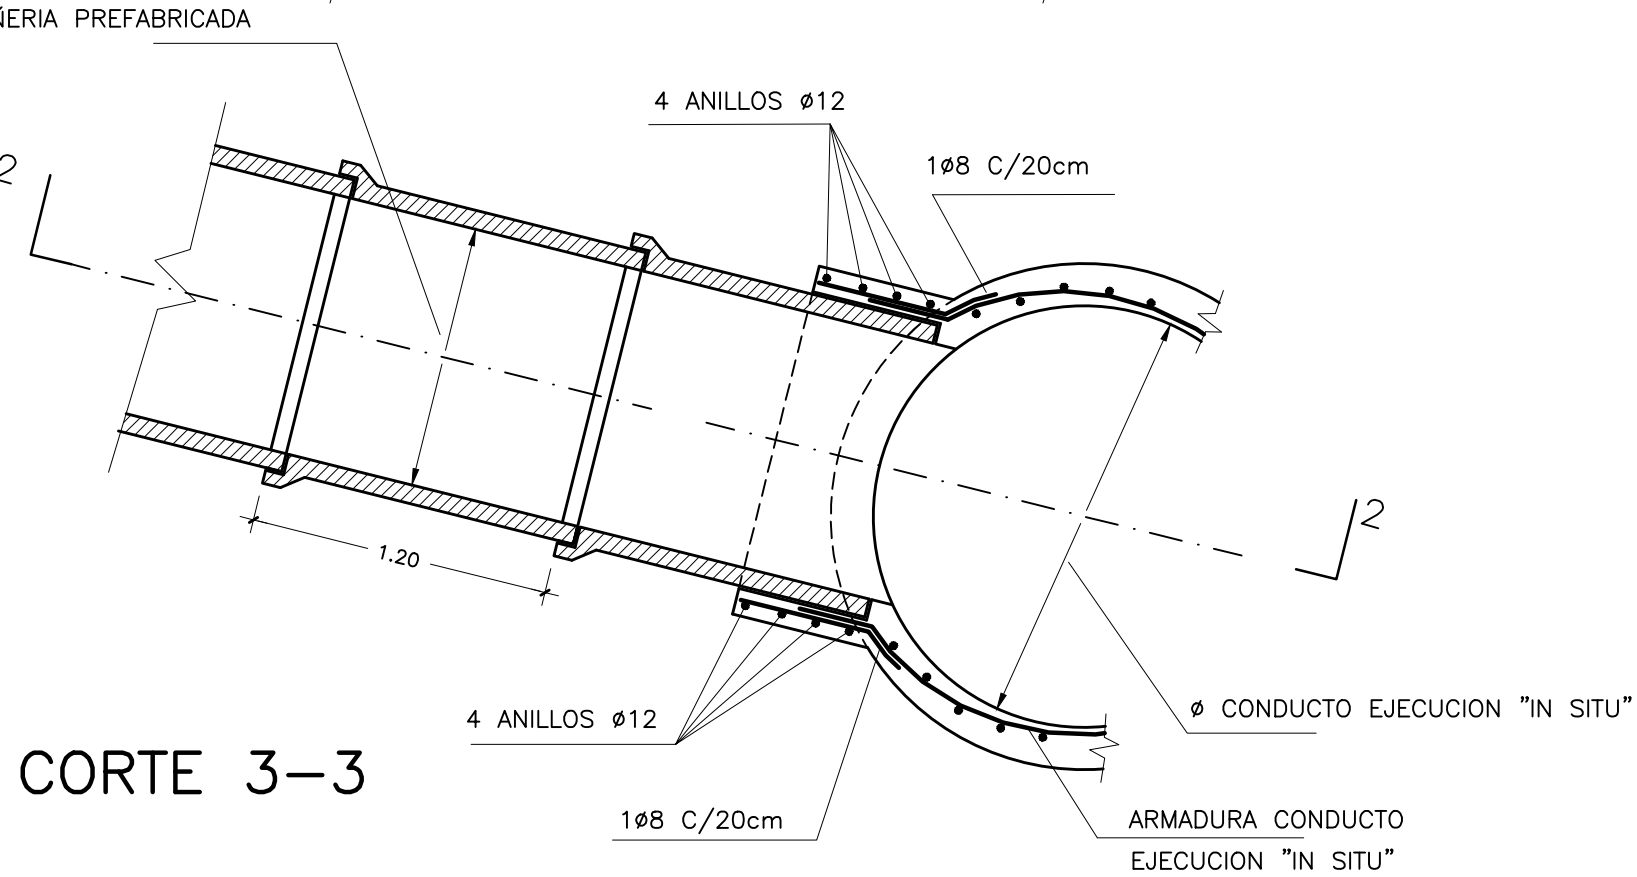 PREFABRICADA
4 ANILLOS ø12
1ø8 C/20cm
2
2
1.20
4 ANILLOS ø12
ø CONDUCTO EJECUCION "IN SITU"
CORTE 3-3
1ø8 C/20cm
ARMADURA CONDUCTO
EJECUCION "IN SITU"